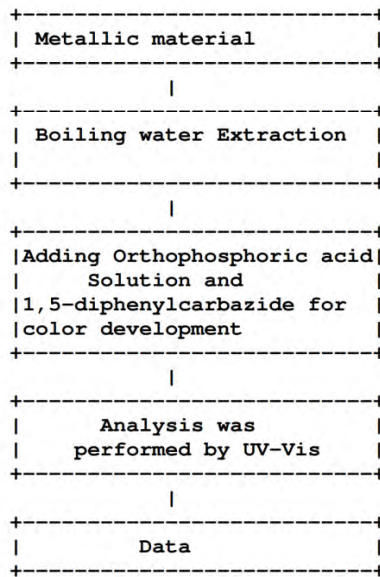 Metallic material
Boiling water Extraction
Adding Orthophosphoric acid
Solution and
1,5-diphenylcarbazide for
color development
Analysis was
performed by UV-Vis
Data